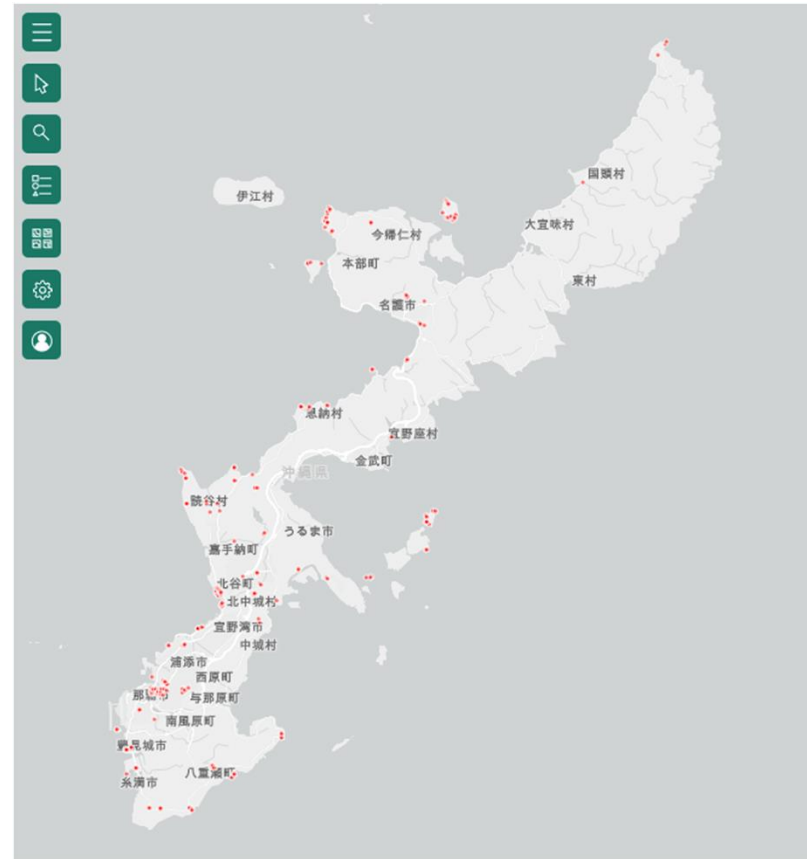 国頭村
伊江村
大宜味村
今帰仁村
本部町
東村
名護市
恩納村
宜野座村
金武町
沖縄県
読谷村
うるま市
嘉手納町
北谷町
北中城村
宜野湾市
中城村
浦添市
西原町
那覇市
与那原町
南風原町
豊見城市
八重瀬町
糸満市